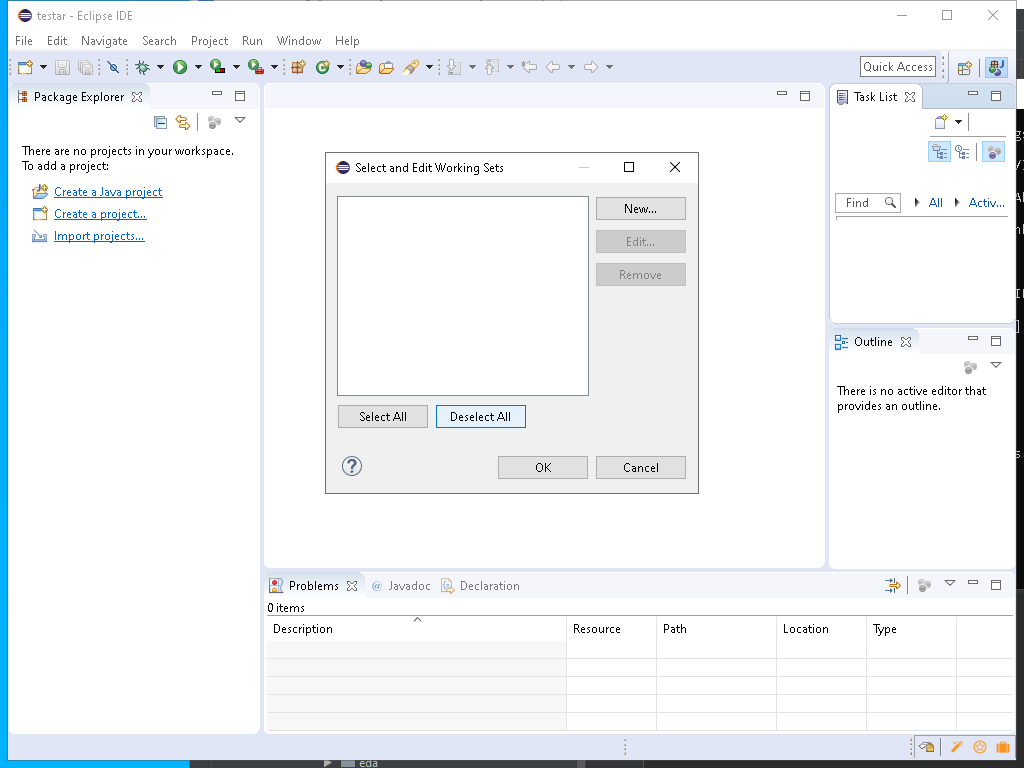 testar - Eclipse IDE
File Edit Navigate Search Project Run Window Help
Quick Access
Package Explorer
There are no projects in your workspace.
To add a project:
Create a Java project
Create a project...
Import projects...
Select and Edit Working Sets
New...
Edit...
Remove
Select All
Deselect All
?
OK
Cancel
Task List
Find
All
Activ...
Outline
There is no active editor that
provides an outline.
Problems
@ Javadoc
Declaration
0 items
Description Resource Path Location Type
eda